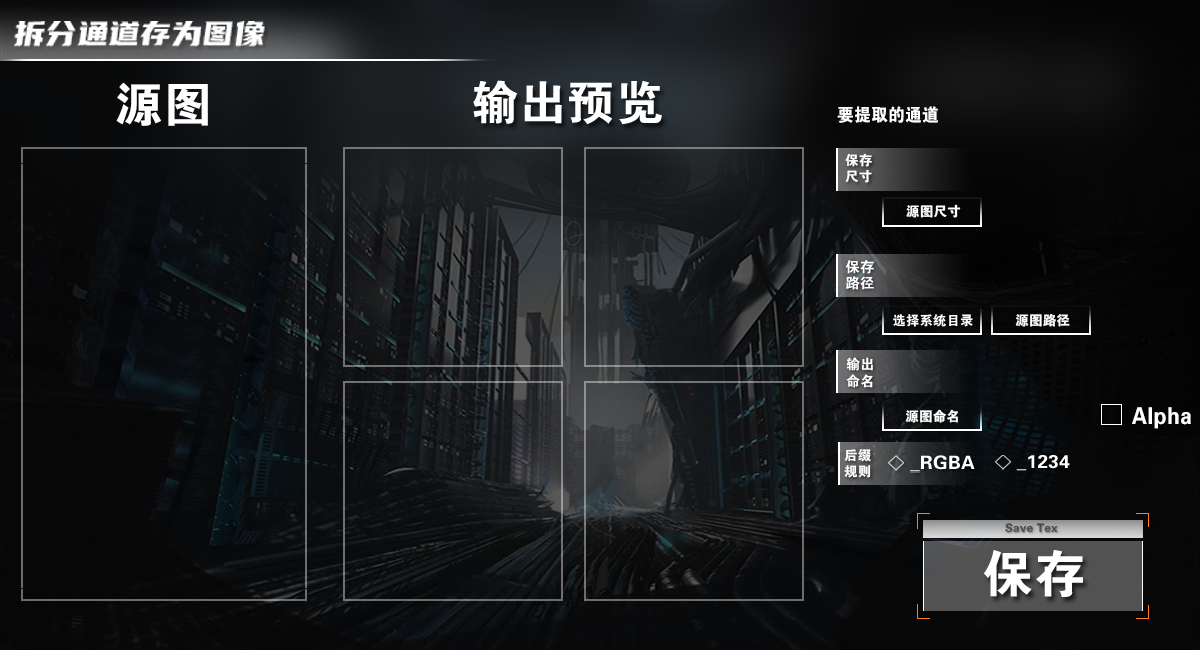 拆分通道存为图像
源图
输出预览
要提取的通道
保存
尺寸
源图尺寸
保存
路径
选择系统目录
源图路径
输出
命名
源图命名
Alpha
后缀
规则
_RGBA
_1234
Save Tex
保存